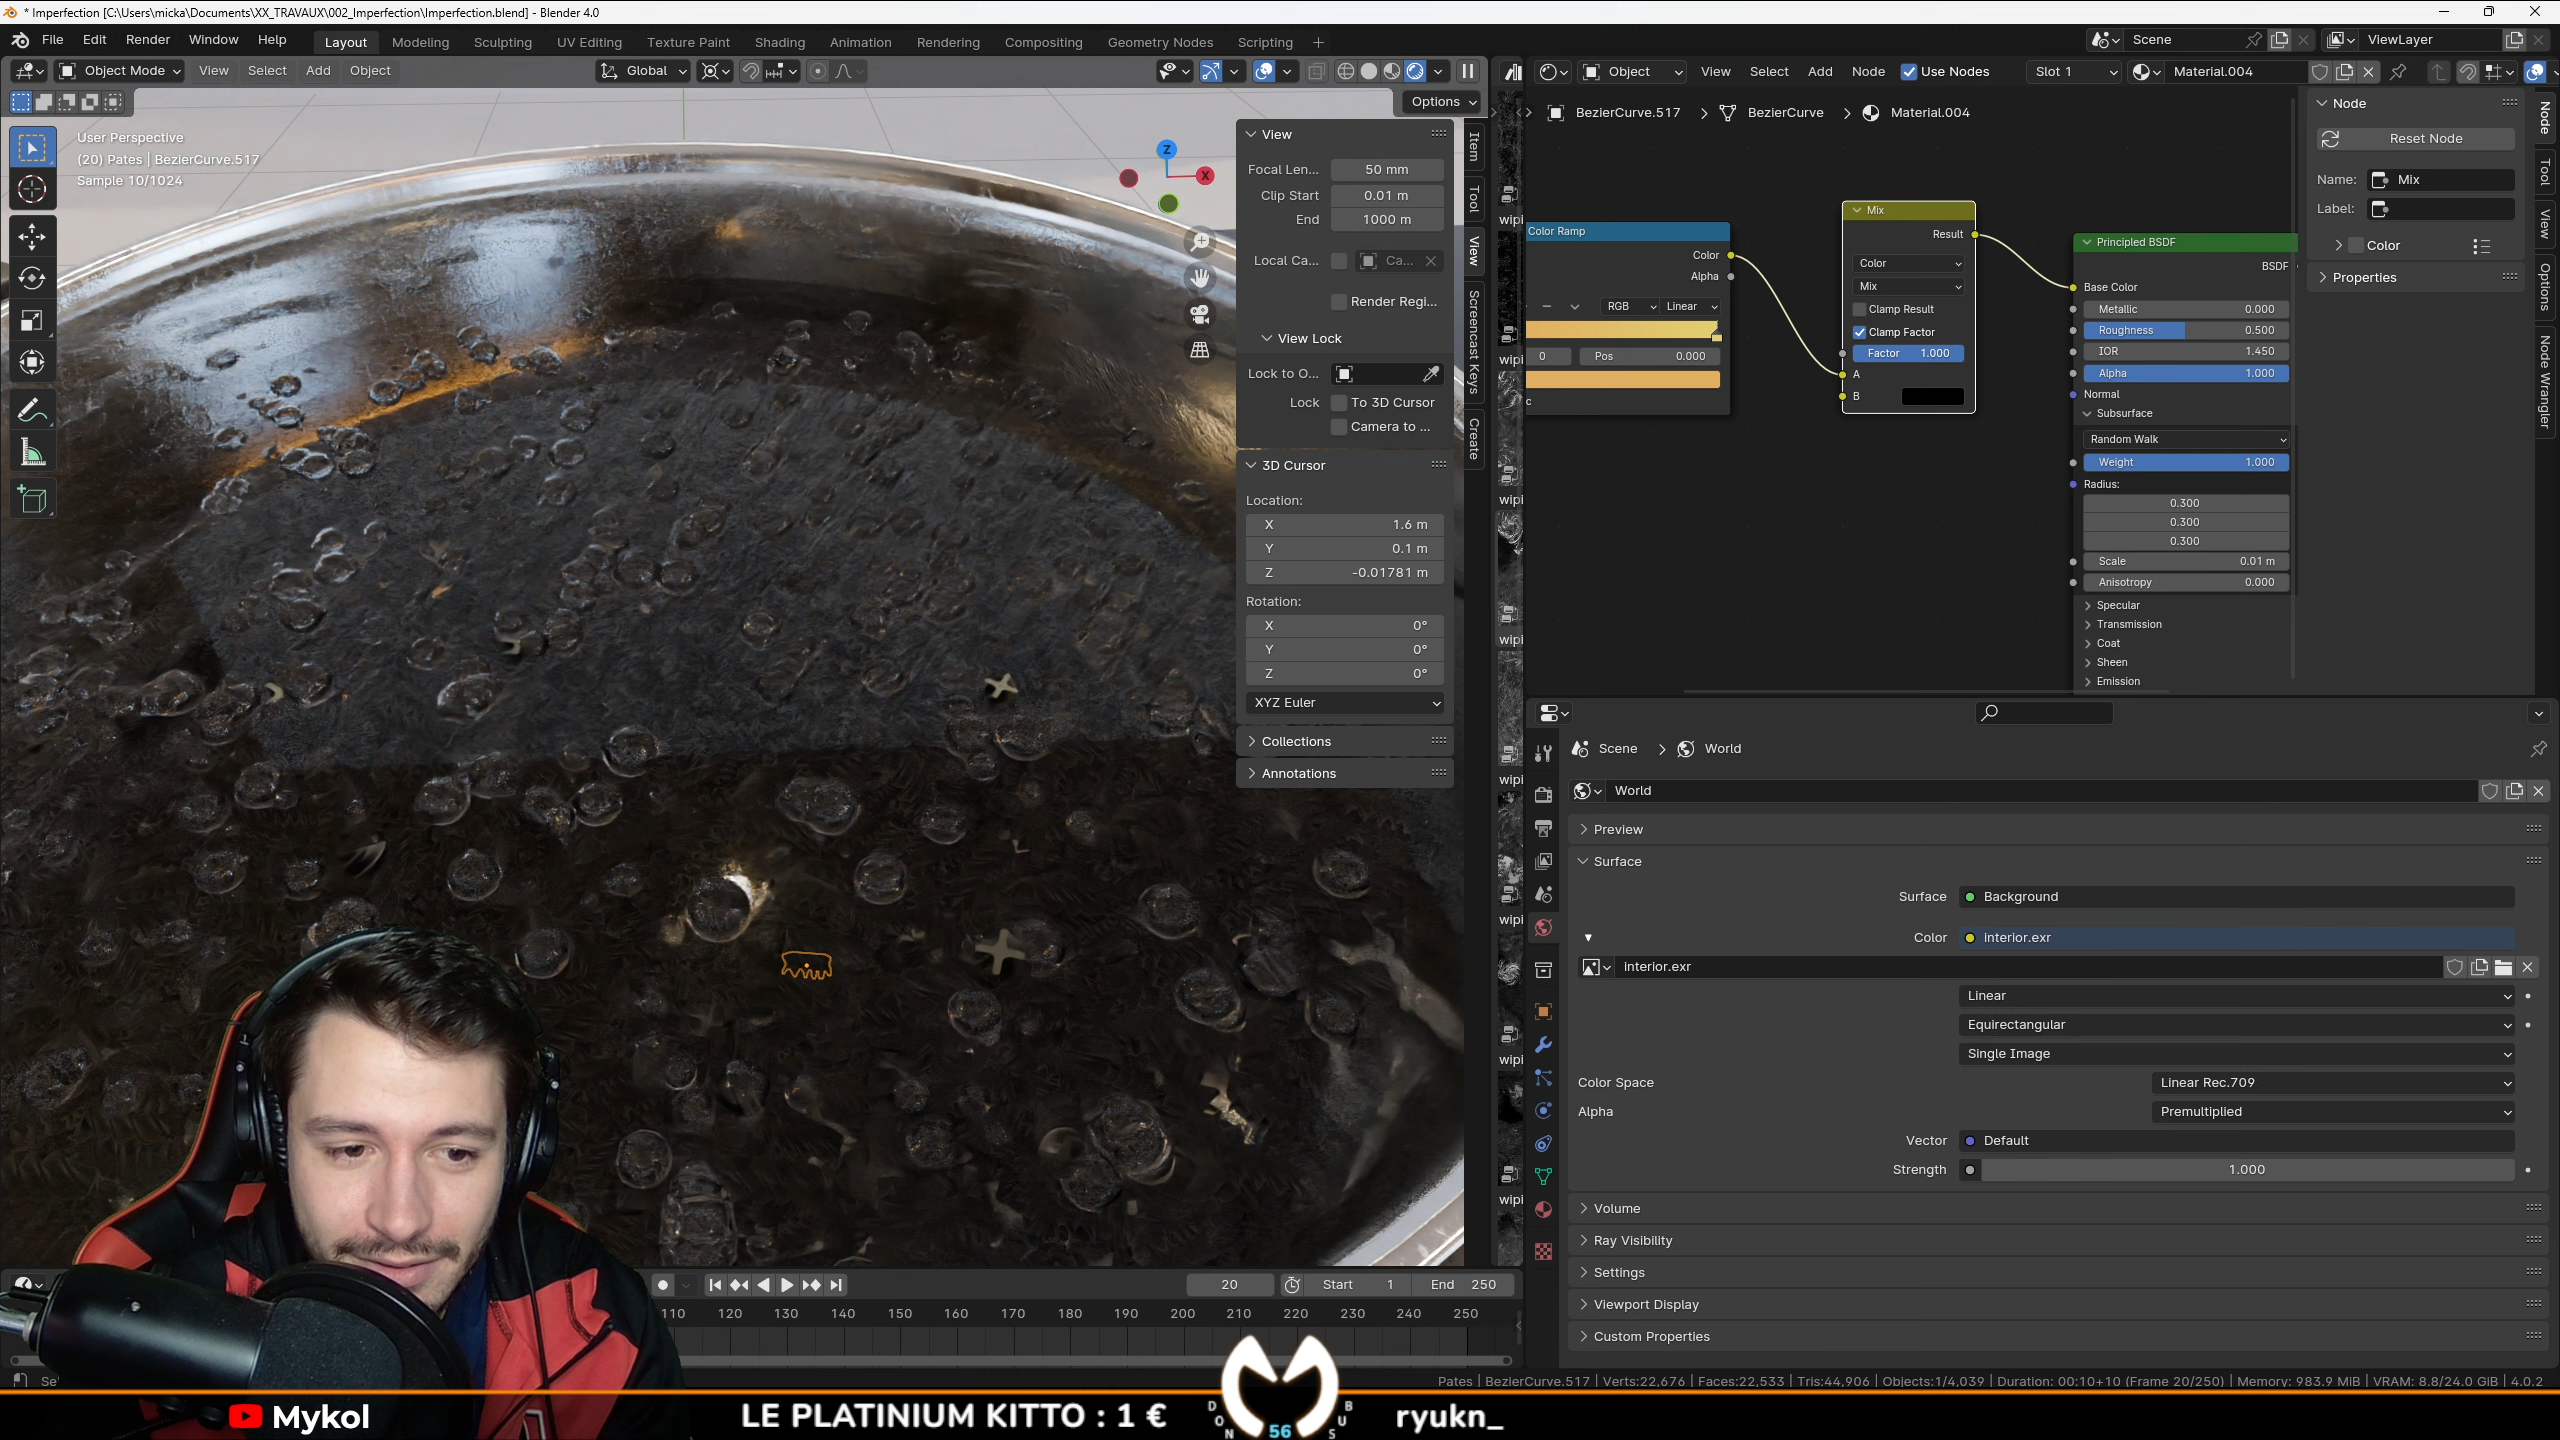 * Imperfection [C:\Users\micka\Documents\XX_TRAVAUX\002_Imperfection\Imperfection.blend] - Blender 4.0
File Edit Render Window Help Layout Modeling Sculpting UV Editing Texture Paint Shading Animation Rendering Compositing Geometry Nodes Scripting Scene ViewLayer
Object Mode View Select Add Object Global Object View Select Add Node Use Nodes Slot 1 Material.004
Options
User Perspective
(20) Pates | BezierCurve.517
Sample 10/1024
Z
X
View
Focal Len... 50 mm
Clip Start 0.01 m
End 1000 m
Local Ca... Ca...
Render Regi...
View Lock
Lock to O...
Lock To 3D Cursor
Camera to ...
3D Cursor
Location:
X 1.6 m
Y 0.1 m
Z -0.01781 m
Rotation:
X 0°
Y 0°
Z 0°
XYZ Euler
Collections
Annotations
Item
Tool
View
Screencast Keys
Create
wipi
wipi
wipi
wipi
wipi
wipi
wipi
wipi
BezierCurve.517 BezierCurve Material.004
Color Ramp
Color
Alpha
RGB Linear
0 Pos 0.000
c
Mix
Result
Color
Mix
Clamp Result
Clamp Factor
Factor 1.000
A
B
Principled BSDF
BSDF
Base Color
Metallic 0.000
Roughness 0.500
IOR 1.450
Alpha 1.000
Normal
Subsurface
Random Walk
Weight 1.000
Radius:
0.300
0.300
0.300
Scale 0.01 m
Anisotropy 0.000
Specular
Transmission
Coat
Sheen
Emission
Node
Reset Node
Name: Mix
Label:
Color
Properties
Node
Tool
View
Options
Node Wrangler
Scene World
World
Preview
Surface
Surface Background
Color interior.exr
interior.exr
Linear
Equirectangular
Single Image
Color Space Linear Rec.709
Alpha Premultiplied
Vector Default
Strength 1.000
Volume
Ray Visibility
Settings
Viewport Display
Custom Properties
20 Start 1 End 250
110 120 130 140 150 160 170 180 190 200 210 220 230 240 250
Se
Pates | BezierCurve.517 | Verts:22,676 | Faces:22,533 | Tris:44,906 | Objects:1/4,039 | Duration: 00:10+10 (Frame 20/250) | Memory: 983.9 MiB | VRAM: 8.8/24.0 GiB | 4.0.2
Mykol LE PLATINIUM KITTO : 1 € DON 56 BUS ryukn_